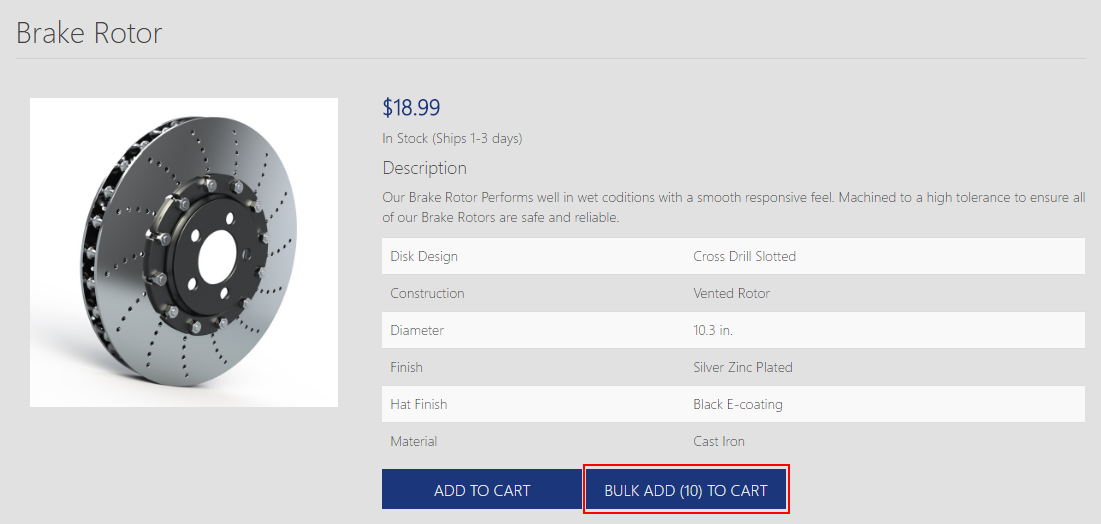 Brake Rotor
$18.99
In Stock (Ships 1-3 days)
Description
Our Brake Rotor Performs well in wet coditions with a smooth responsive feel. Machined to a high tolerance to ensure all
of our Brake Rotors are safe and reliable.
Disk Design Cross Drill Slotted
Construction Vented Rotor
Diameter 10.3 in.
Finish Silver Zinc Plated
Hat Finish Black E-coating
Material Cast Iron
ADD TO CART BULK ADD (10) TO CART